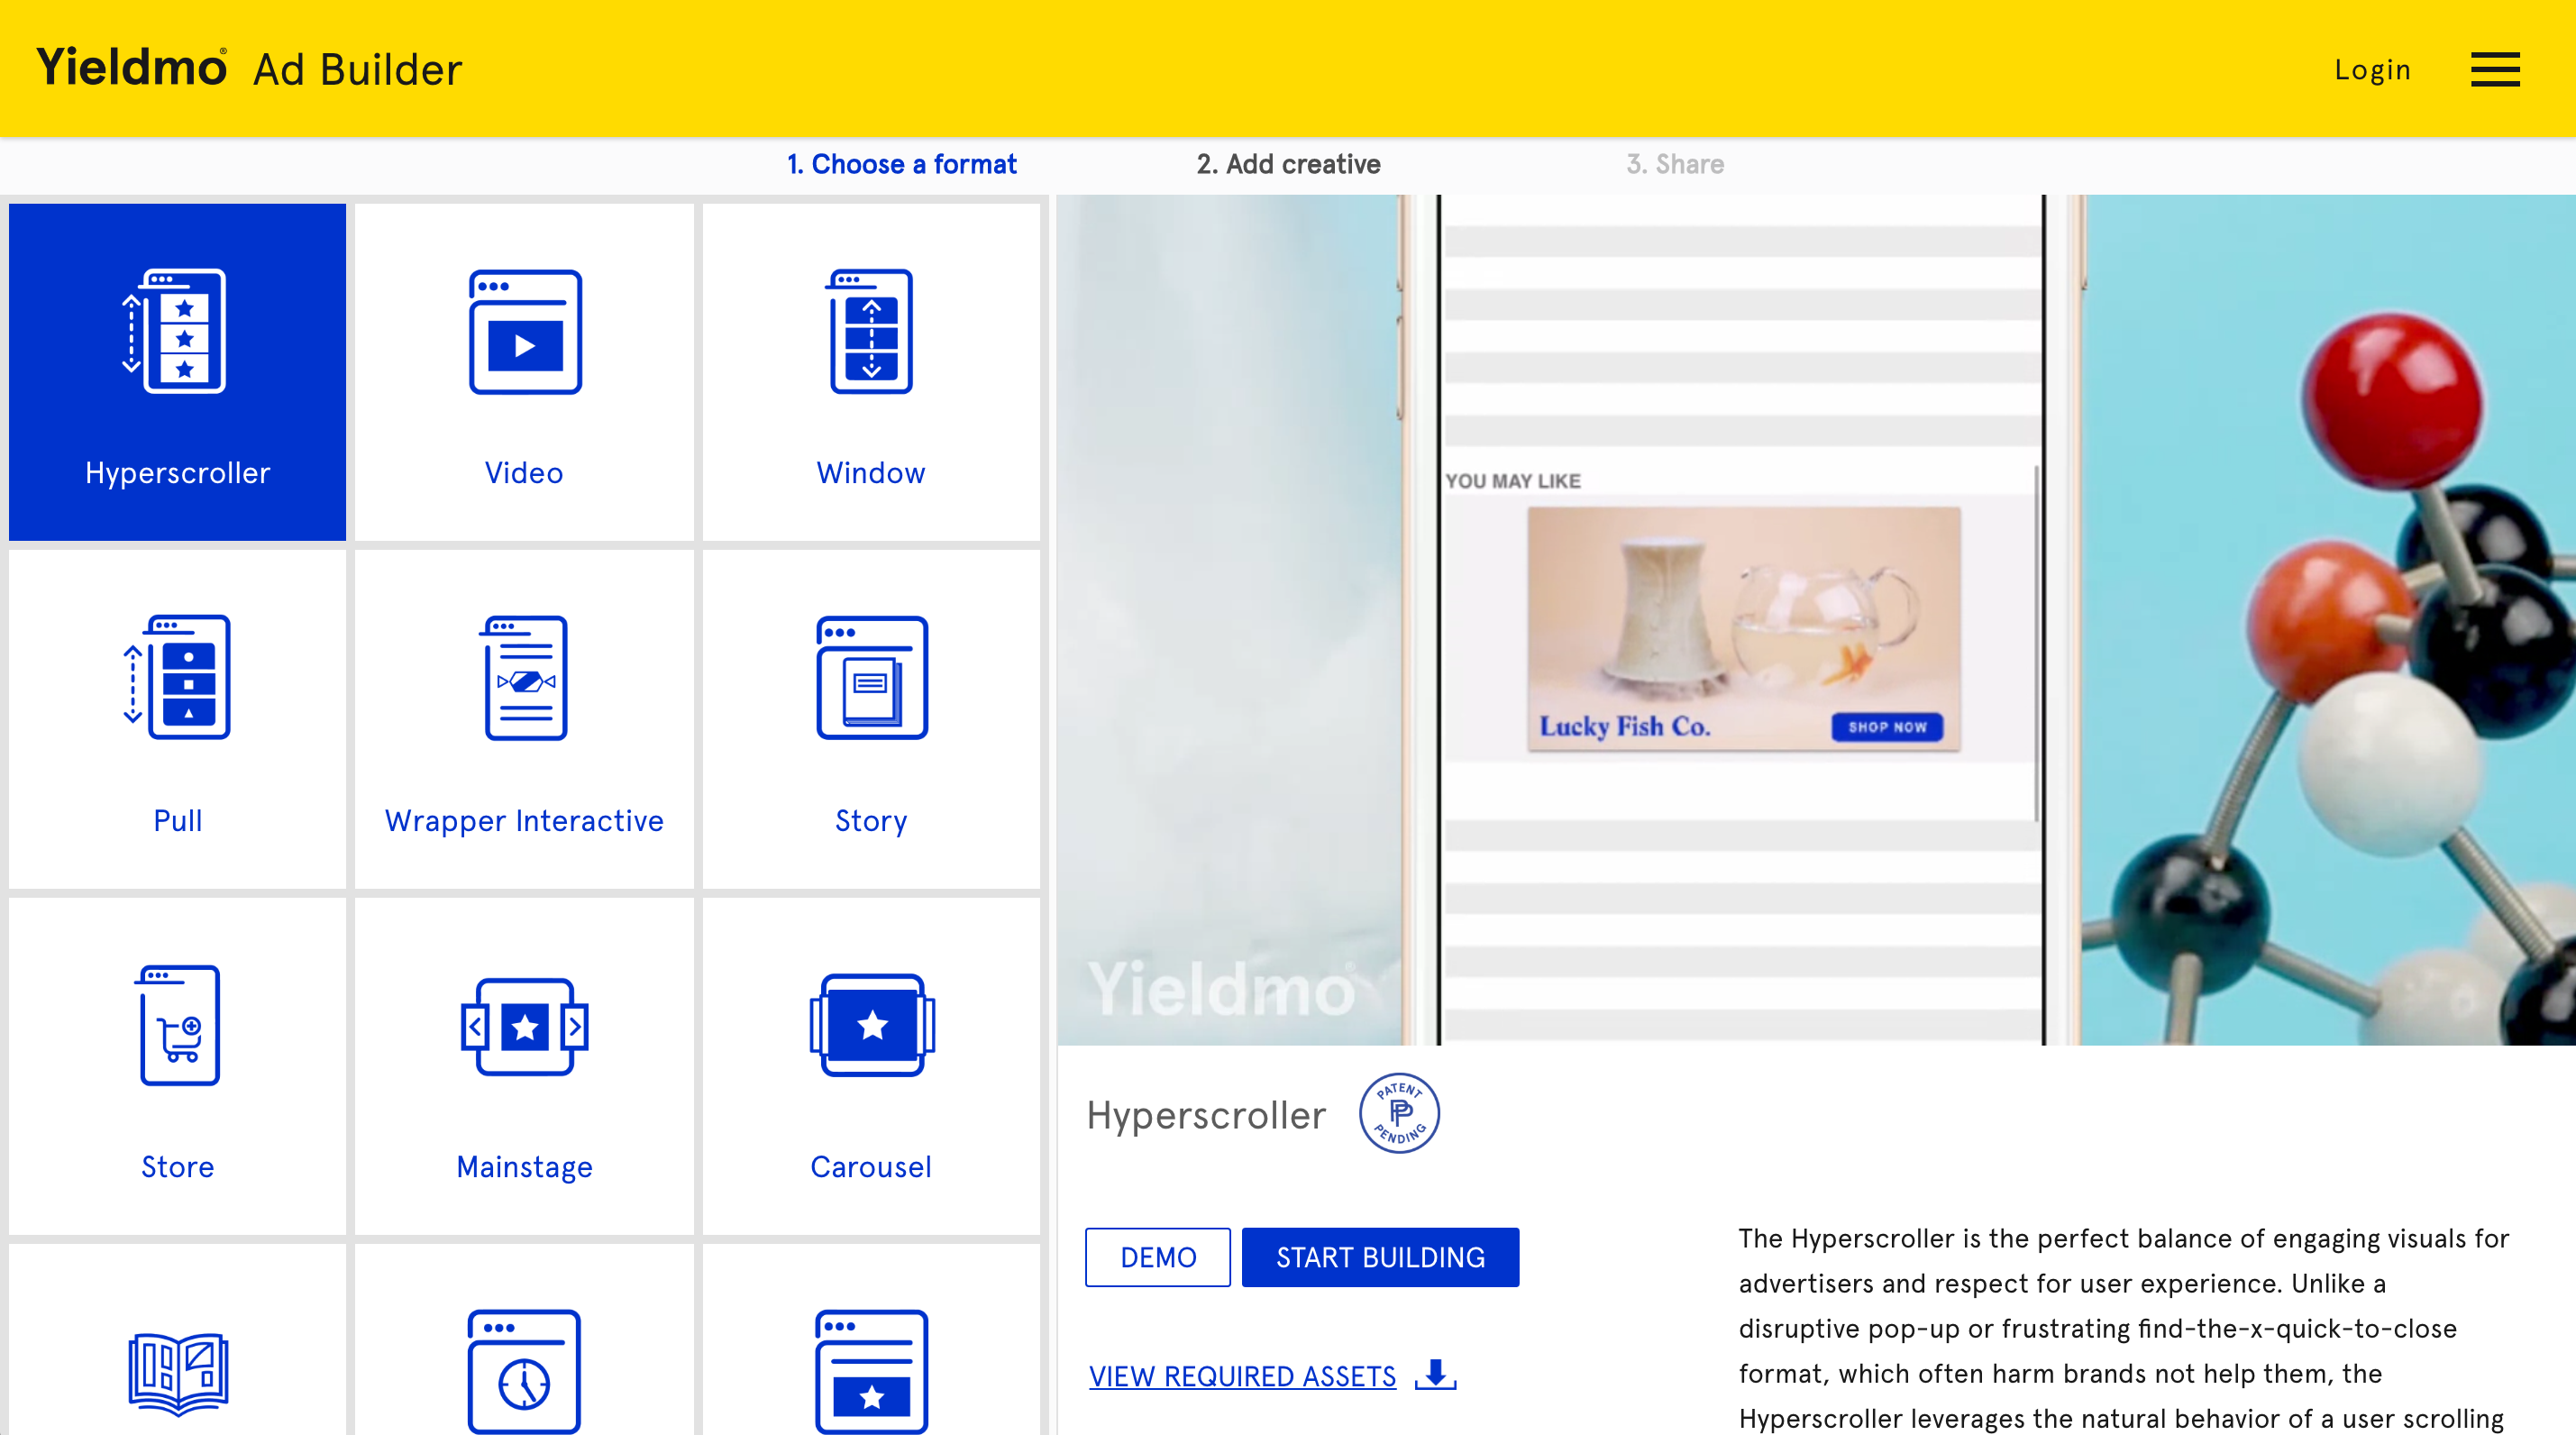 Yieldmo® Ad Builder
Login
1. Choose a format
2. Add creative
3. Share
Hyperscroller
Video
Window
Pull
Wrapper Interactive
Story
Store
Mainstage
Carousel
YOU MAY LIKE
Lucky Fish Co.
SHOP NOW
Yieldmo®
Hyperscroller
PATENT
PENDING
DEMO
START BUILDING
VIEW REQUIRED ASSETS
The Hyperscroller is the perfect balance of engaging visuals for
advertisers and respect for user experience. Unlike a
disruptive pop-up or frustrating find-the-x-quick-to-close
format, which often harm brands not help them, the
Hyperscroller leverages the natural behavior of a user scrolling